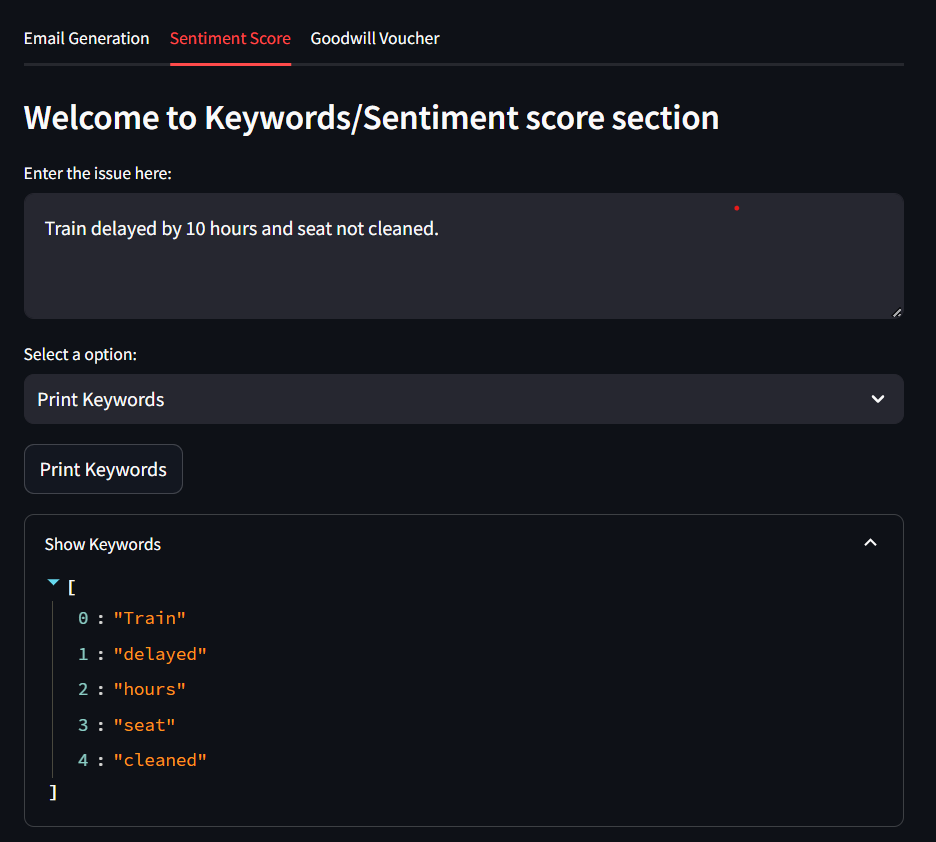 Email Generation Sentiment Score Goodwill Voucher
Welcome to Keywords/Sentiment score section
Enter the issue here:
Train delayed by 10 hours and seat not cleaned.
Select a option:
Print Keywords
Print Keywords
Show Keywords
[
0 : "Train"
1 : "delayed"
2 : "hours"
3 : "seat"
4 : "cleaned"
]